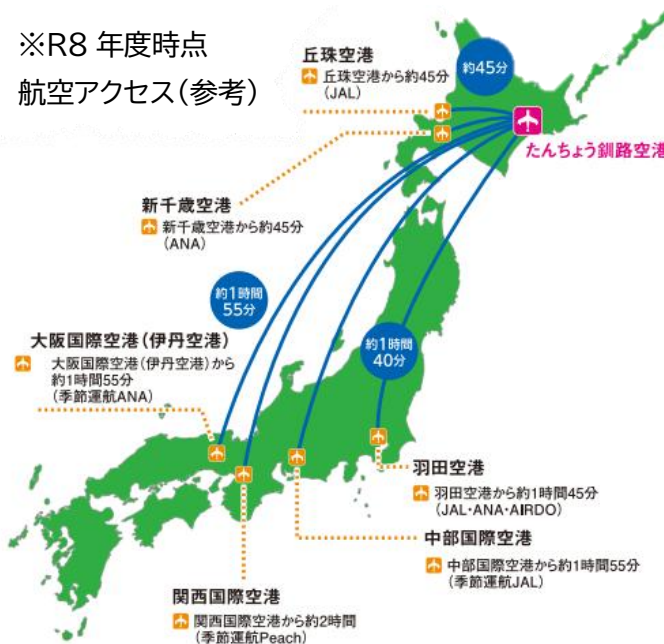 ※R8 年度時点
航空アクセス(参考)
丘珠空港
丘珠空港から約45分
(JAL)
約45分
たんちょう釧路空港
新千歳空港
新千歳空港から約45分
(ANA)
約1時間
55分
大阪国際空港(伊丹空港)
大阪国際空港(伊丹空港)から
約1時間55分
(季節運航ANA)
約1時間
40分
羽田空港
羽田空港から約1時間45分
(JAL・ANA・AIRDO)
中部国際空港
中部国際空港から約1時間55分
(季節運航JAL)
関西国際空港
関西国際空港から約2時間
(季節運航Peach)